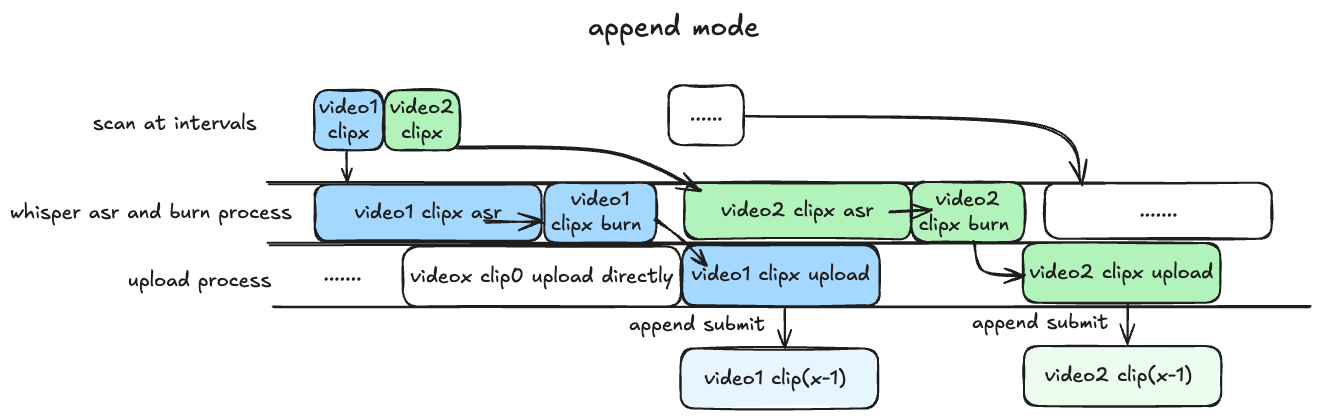 append mode
scan at intervals
video1
clipx
video2
clipx
......
whisper asr and burn process
video1 clipx asr
video1
clipx burn
video2 clipx asr
video2
clipx burn
.......
upload process
.......
videox clip0 upload directly
video1 clipx upload
video2 clipx upload
append submit
append submit
video1 clip(x-1)
video2 clip(x-1)